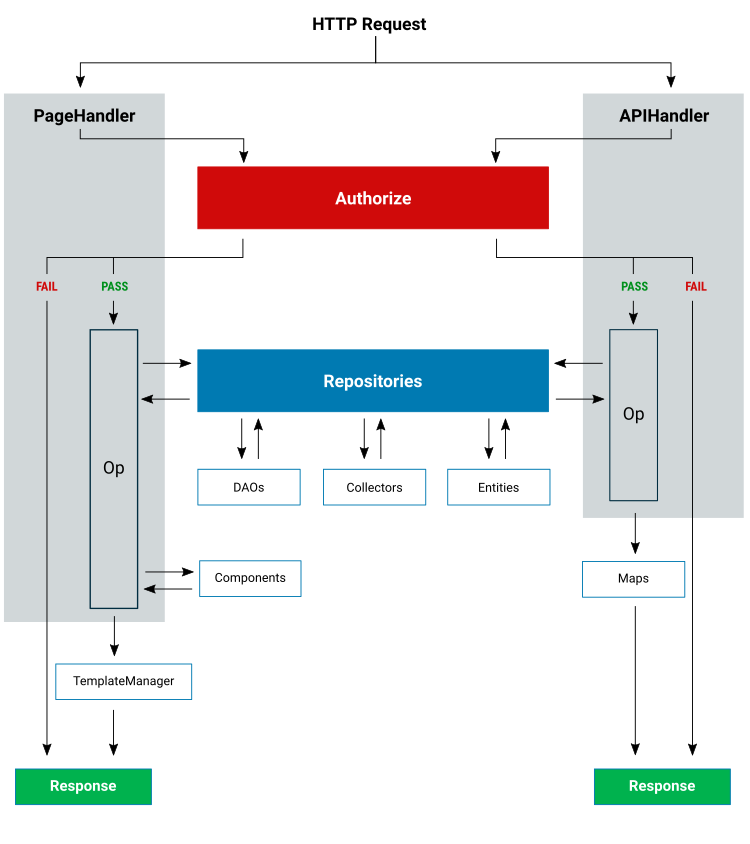 HTTP Request
PageHandler
APIHandler
Authorize
FAIL
PASS
PASS
FAIL
Repositories
Op
Op
DAOs
Collectors
Entities
Components
Maps
TemplateManager
Response
Response